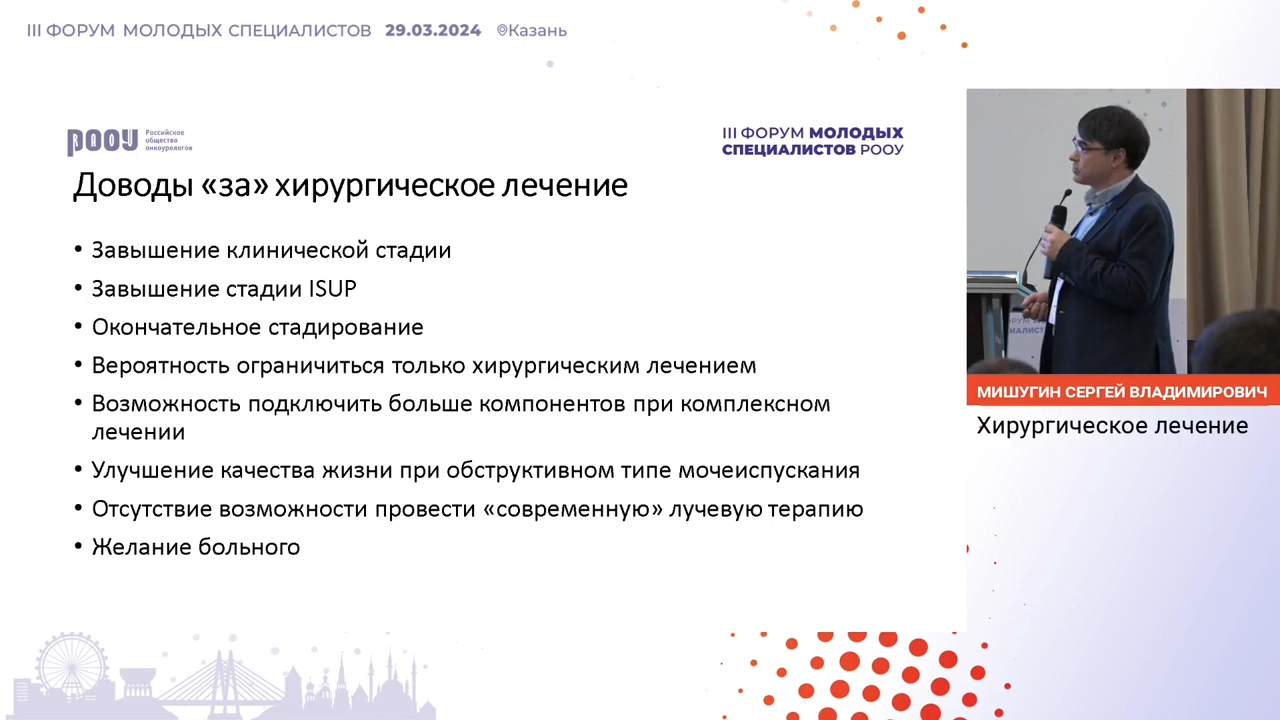 III ФОРУМ МОЛОДЫХ СПЕЦИАЛИСТОВ 29.03.2024 Казань
РООУ Российское
общество
онкоурологов
III ФОРУМ МОЛОДЫХ
СПЕЦИАЛИСТОВ РООУ
Доводы «за» хирургическое лечение
• Завышение клинической стадии
• Завышение стадии ISUP
• Окончательное стадирование
• Вероятность ограничиться только хирургическим лечением
• Возможность подключить больше компонентов при комплексном
лечении
• Улучшение качества жизни при обструктивном типе мочеиспускания
• Отсутствие возможности провести «современную» лучевую терапию
• Желание больного
МИШУГИН СЕРГЕЙ ВЛАДИМИРОВИЧ
Хирургическое лечение